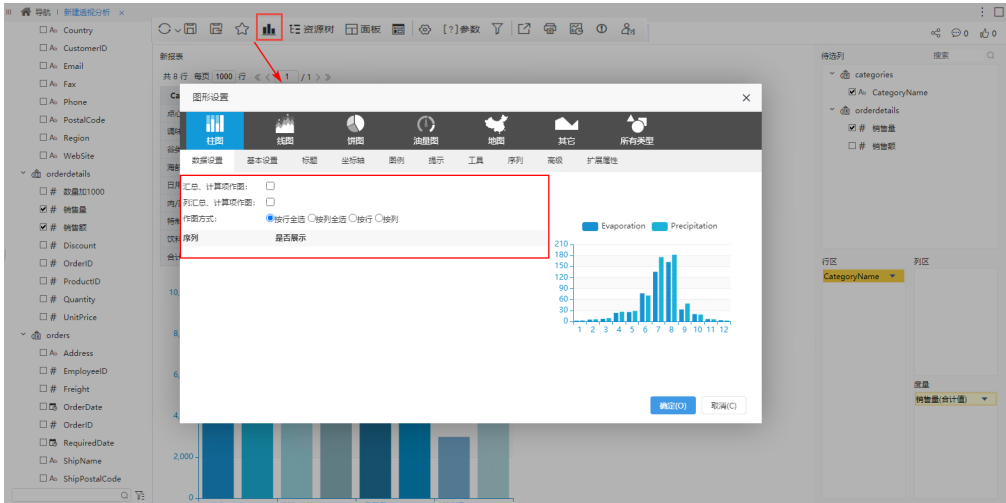 导航 新建透视分析 ×
Country
CustomerID
Email
Fax
Phone
PostalCode
Region
WebSite
orderdetails
# 数量加1000
# 销售量
# 销售额
# Discount
# OrderID
# ProductID
# Quantity
# UnitPrice
orders
Address
# EmployeeID
# Freight
OrderDate
# OrderID
RequiredDate
ShipName
ShipPostalCode
资源树 面板 [?]参数
0 0
新报表
共 8 行 每页 1000 行 1 / 1
Ca
图形设置
柱图 线图 饼图 油量图 地图 其它 所有类型
数据设置 基本设置 标题 坐标轴 图例 提示 工具 序列 高级 扩展属性
汇总、计算项作图:
列汇总、计算项作图:
作图方式: 按行全选 按列全选 按行 按列
序列 是否展示
Evaporation Precipitation
210
180
150
120
90
60
30
0
1 2 3 4 5 6 7 8 9 10 11 12
确定(O) 取消(C)
10,
8,
6,
4,
2,000
0
待选列 搜索
categories
CategoryName
orderdetails
# 销售量
# 销售额
行区 列区
CategoryName
度量
销售量(合计值)